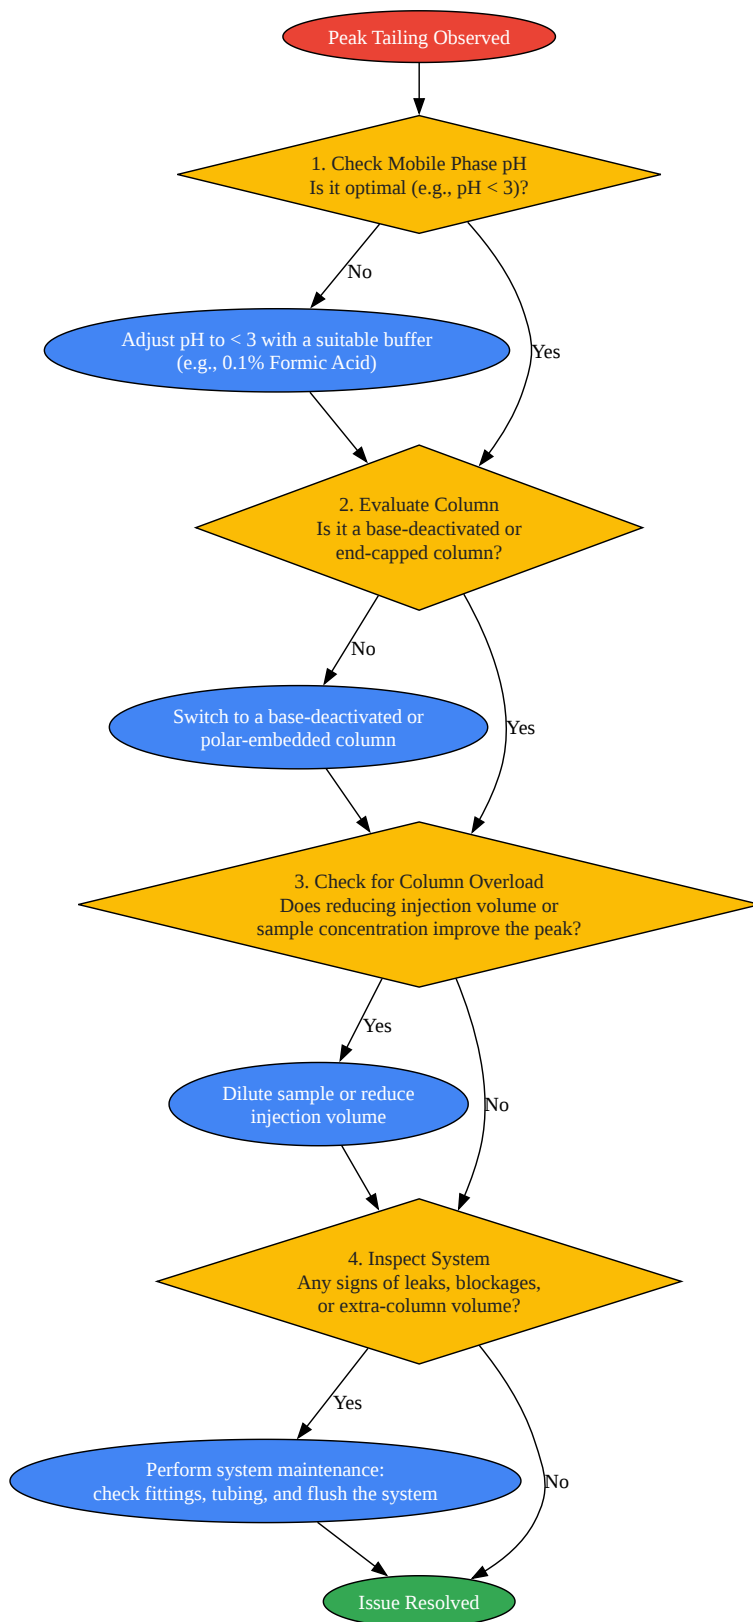 Peak Tailing Observed
1. Check Mobile Phase pH
Is it optimal (e.g., pH < 3)?
No
Yes
Adjust pH to < 3 with a suitable buffer
(e.g., 0.1% Formic Acid)
2. Evaluate Column
Is it a base-deactivated or
end-capped column?
No
Yes
Switch to a base-deactivated or
polar-embedded column
3. Check for Column Overload
Does reducing injection volume or
sample concentration improve the peak?
Yes
No
Dilute sample or reduce
injection volume
4. Inspect System
Any signs of leaks, blockages,
or extra-column volume?
Yes
No
Perform system maintenance:
check fittings, tubing, and flush the system
Issue Resolved